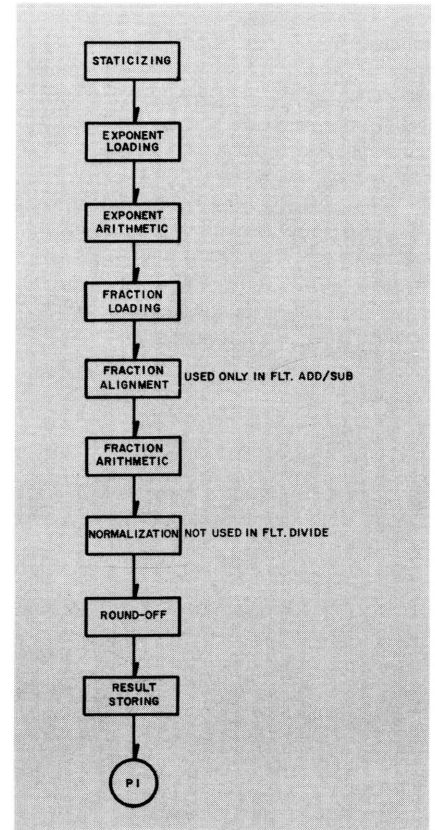 STATICIZING
EXPONENT
LOADING
EXPONENT
ARITHMETIC
FRACTION
LOADING
FRACTION
ALIGNMENT
USED ONLY IN FLT. ADD/SUB
FRACTION
ARITHMETIC
NORMALIZATION
NOT USED IN FLT. DIVIDE
ROUND-OFF
RESULT
STORING
PI